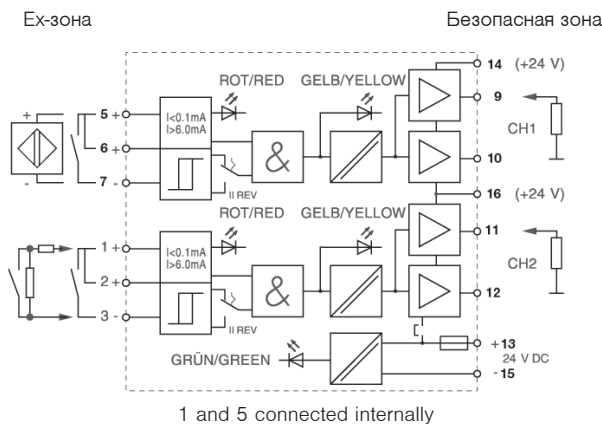 Ex-зона
Безопасная зона
ROT/RED
GELB/YELLOW
14 (+24 V)
+
5 +
I<0.1mA
I>6.0mA
9
6 +
&
CH1
-
7 -
10
II REV
16 (+24 V)
ROT/RED
GELB/YELLOW
1 +
I<0.1mA
I>6.0mA
11
2 +
&
CH2
3 -
12
II REV
+13
24 V DC
GRÜN/GREEN
-15
1 and 5 connected internally